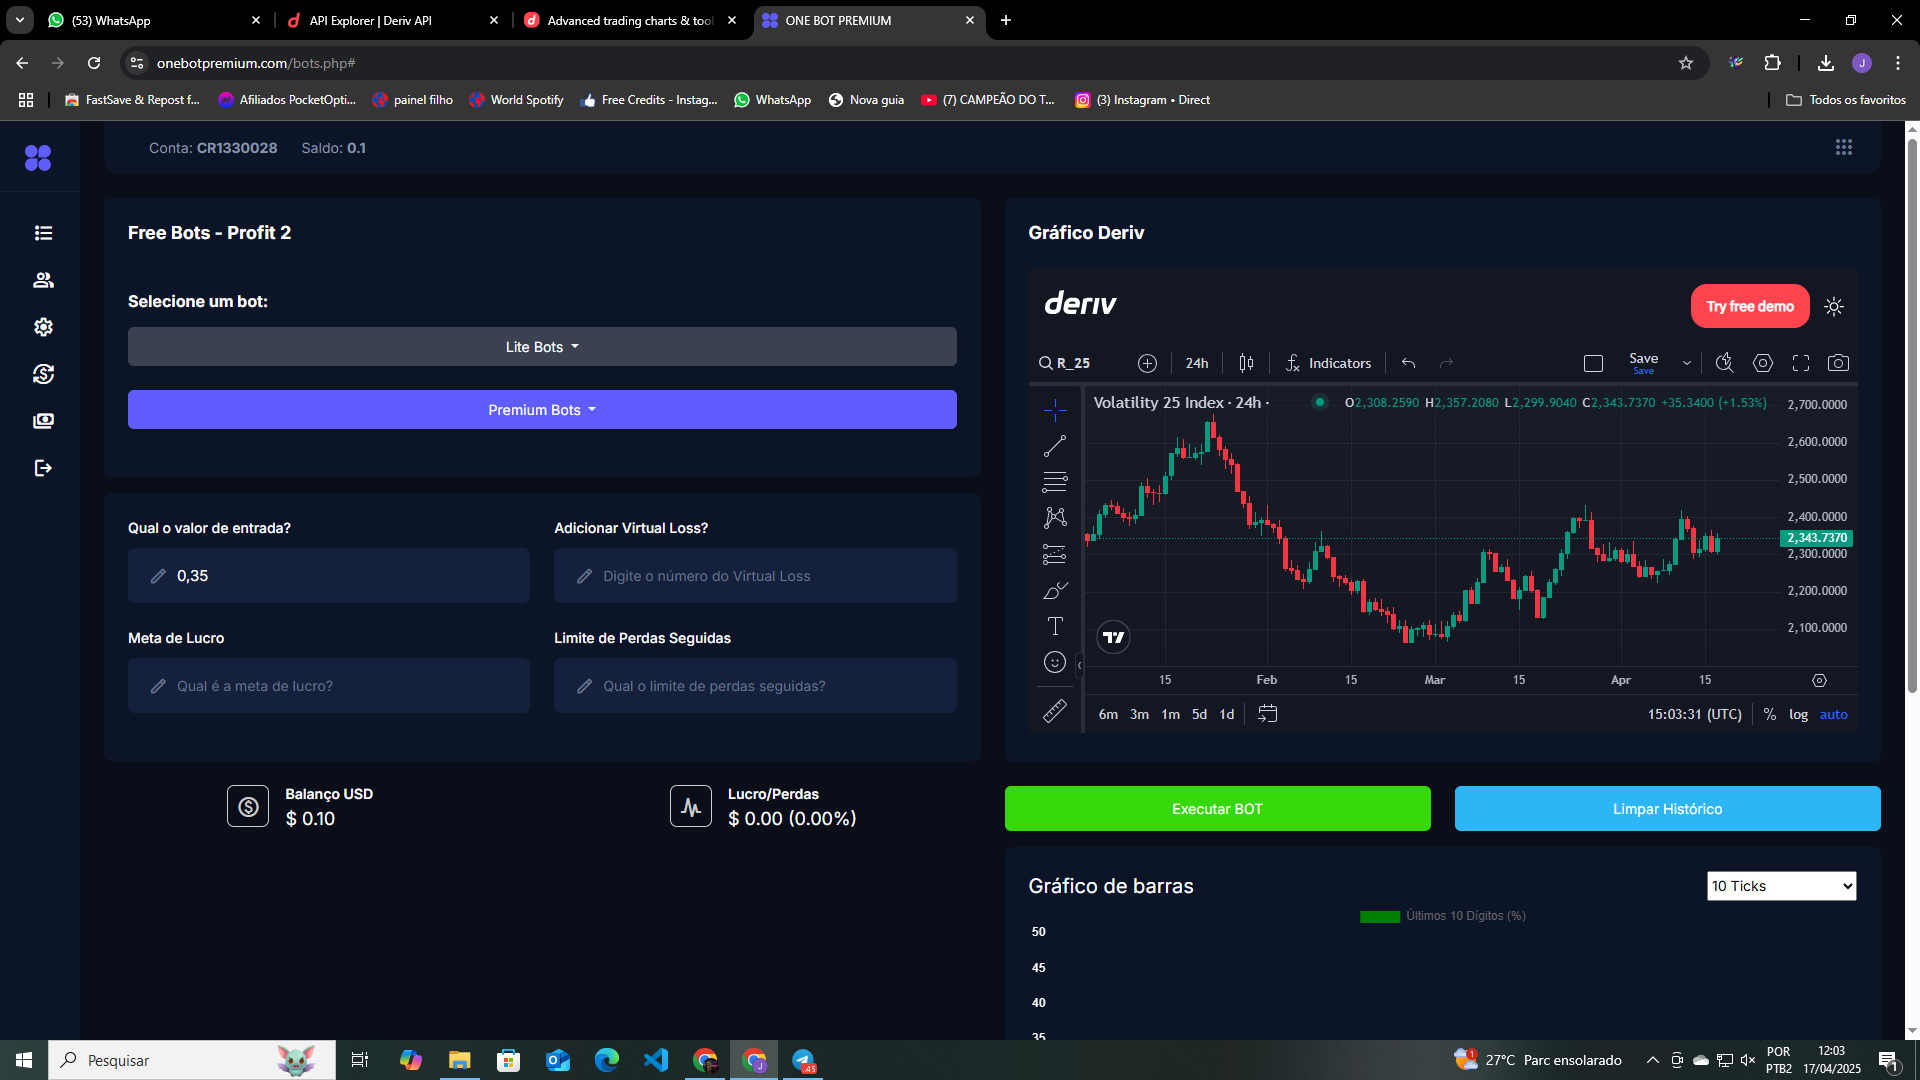 (53) WhatsApp
API Explorer | Deriv API
Advanced trading charts & tool
ONE BOT PREMIUM
onebotpremium.com/bots.php#
J
FastSave & Repost f...
Afiliados PocketOpti...
painel filho
World Spotify
Free Credits - Instag...
WhatsApp
Nova guia
(7) CAMPEÃO DO T...
(3) Instagram • Direct
Todos os favoritos
Conta: CR1330028
Saldo: 0.1
Free Bots - Profit 2
Selecione um bot:
Lite Bots
Premium Bots
Qual o valor de entrada?
Adicionar Virtual Loss?
0,35
Digite o número do Virtual Loss
Meta de Lucro
Limite de Perdas Seguidas
Qual é a meta de lucro?
Qual o limite de perdas seguidas?
Balanço USD
$ 0.10
Lucro/Perdas
$ 0.00 (0.00%)
Gráfico Deriv
deriv
Try free demo
R_25
24h
Indicators
Save
Save
Volatility 25 Index · 24h ·
O2,308.2590 H2,357.2080 L2,299.9040 C2,343.7370 +35.3400 (+1.53%)
2,700.0000
2,600.0000
2,500.0000
2,400.0000
2,343.7370
2,300.0000
2,200.0000
2,100.0000
15 Feb 15 Mar 15 Apr 15
6m 3m 1m 5d 1d
15:03:31 (UTC)
% log auto
Executar BOT
Limpar Histórico
Gráfico de barras
10 Ticks
Últimos 10 Dígitos (%)
50
45
40
35
Pesquisar
J
45
1
27°C Parc ensolarado
POR
PTB2
12:03
17/04/2025
1